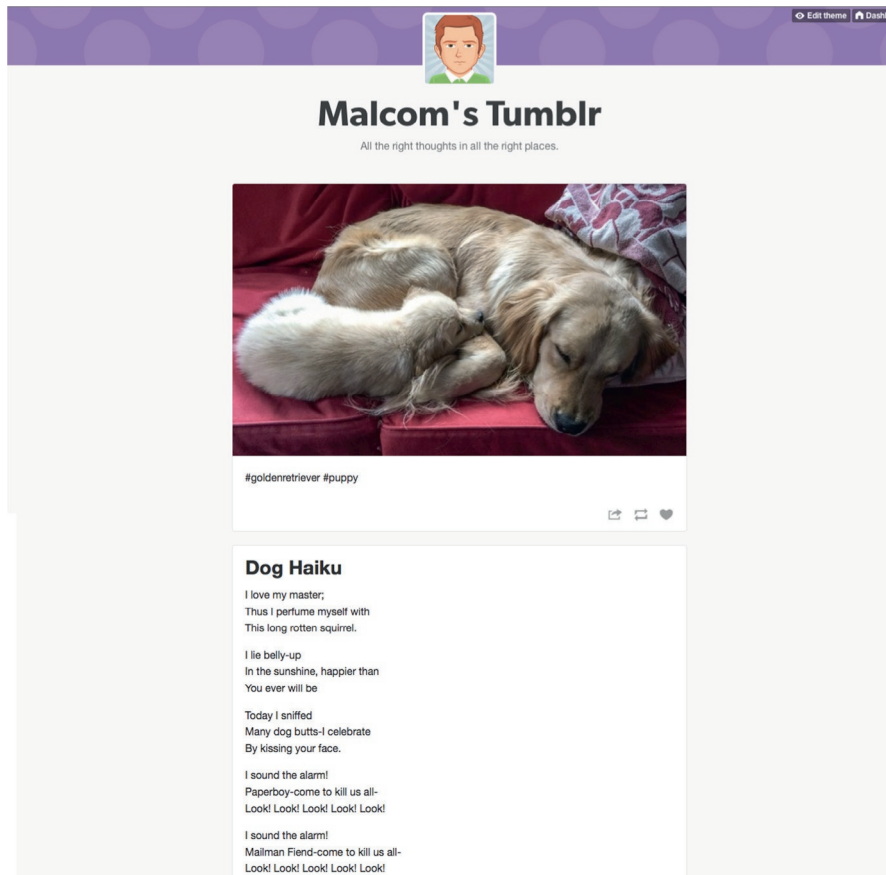 Edit theme
Malcom's Tumblr
All the right thoughts in all the right places.
#goldenretriever #puppy
Dog Haiku
I love my master;
Thus I perfume myself with
This long rotten squirrel.
I lie belly-up
In the sunshine, happier than
You ever will be
Today I sniffed
Many dog butts-I celebrate
By kissing your face.
I sound the alarm!
Paperboy-come to kill us all-
Look! Look! Look! Look! Look!
I sound the alarm!
Mailman Fiend-come to kill us all-
Look! Look! Look! Look! Look!